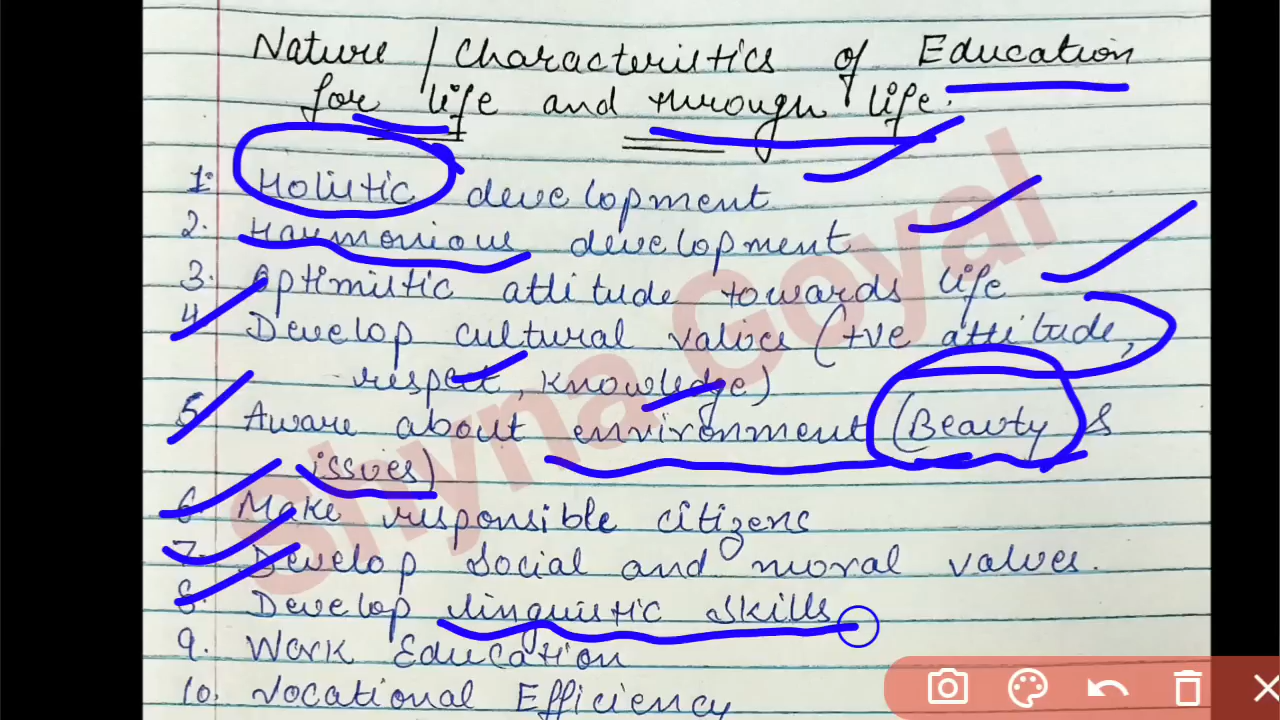 Nature / Characteristics of Education
for life and through life.
1. Holistic development
2. Harmonious development
3. Optimistic attitude towards life
4. Develop cultural values (+ve attitude,
respect, knowledge)
5 Aware about environment (Beauty &
issues)
6. Make responsible citizens
7. Develop social and moral values.
8. Develop linguistic skills
9. Work Education
10. Vocational Efficiency
Shyna Goyal